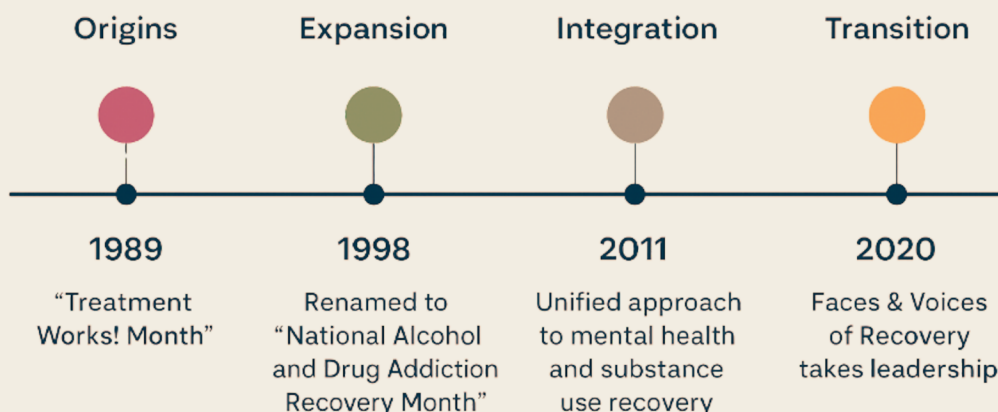 Origins
Expansion
Integration
Transition
1989
1998
2011
2020
“Treatment
Works! Month”
Renamed to
“National Alcohol
and Drug Addiction
Recovery Month”
Unified approach
to mental health
and substance
use recovery
Faces & Voices
of Recovery
takes leadership